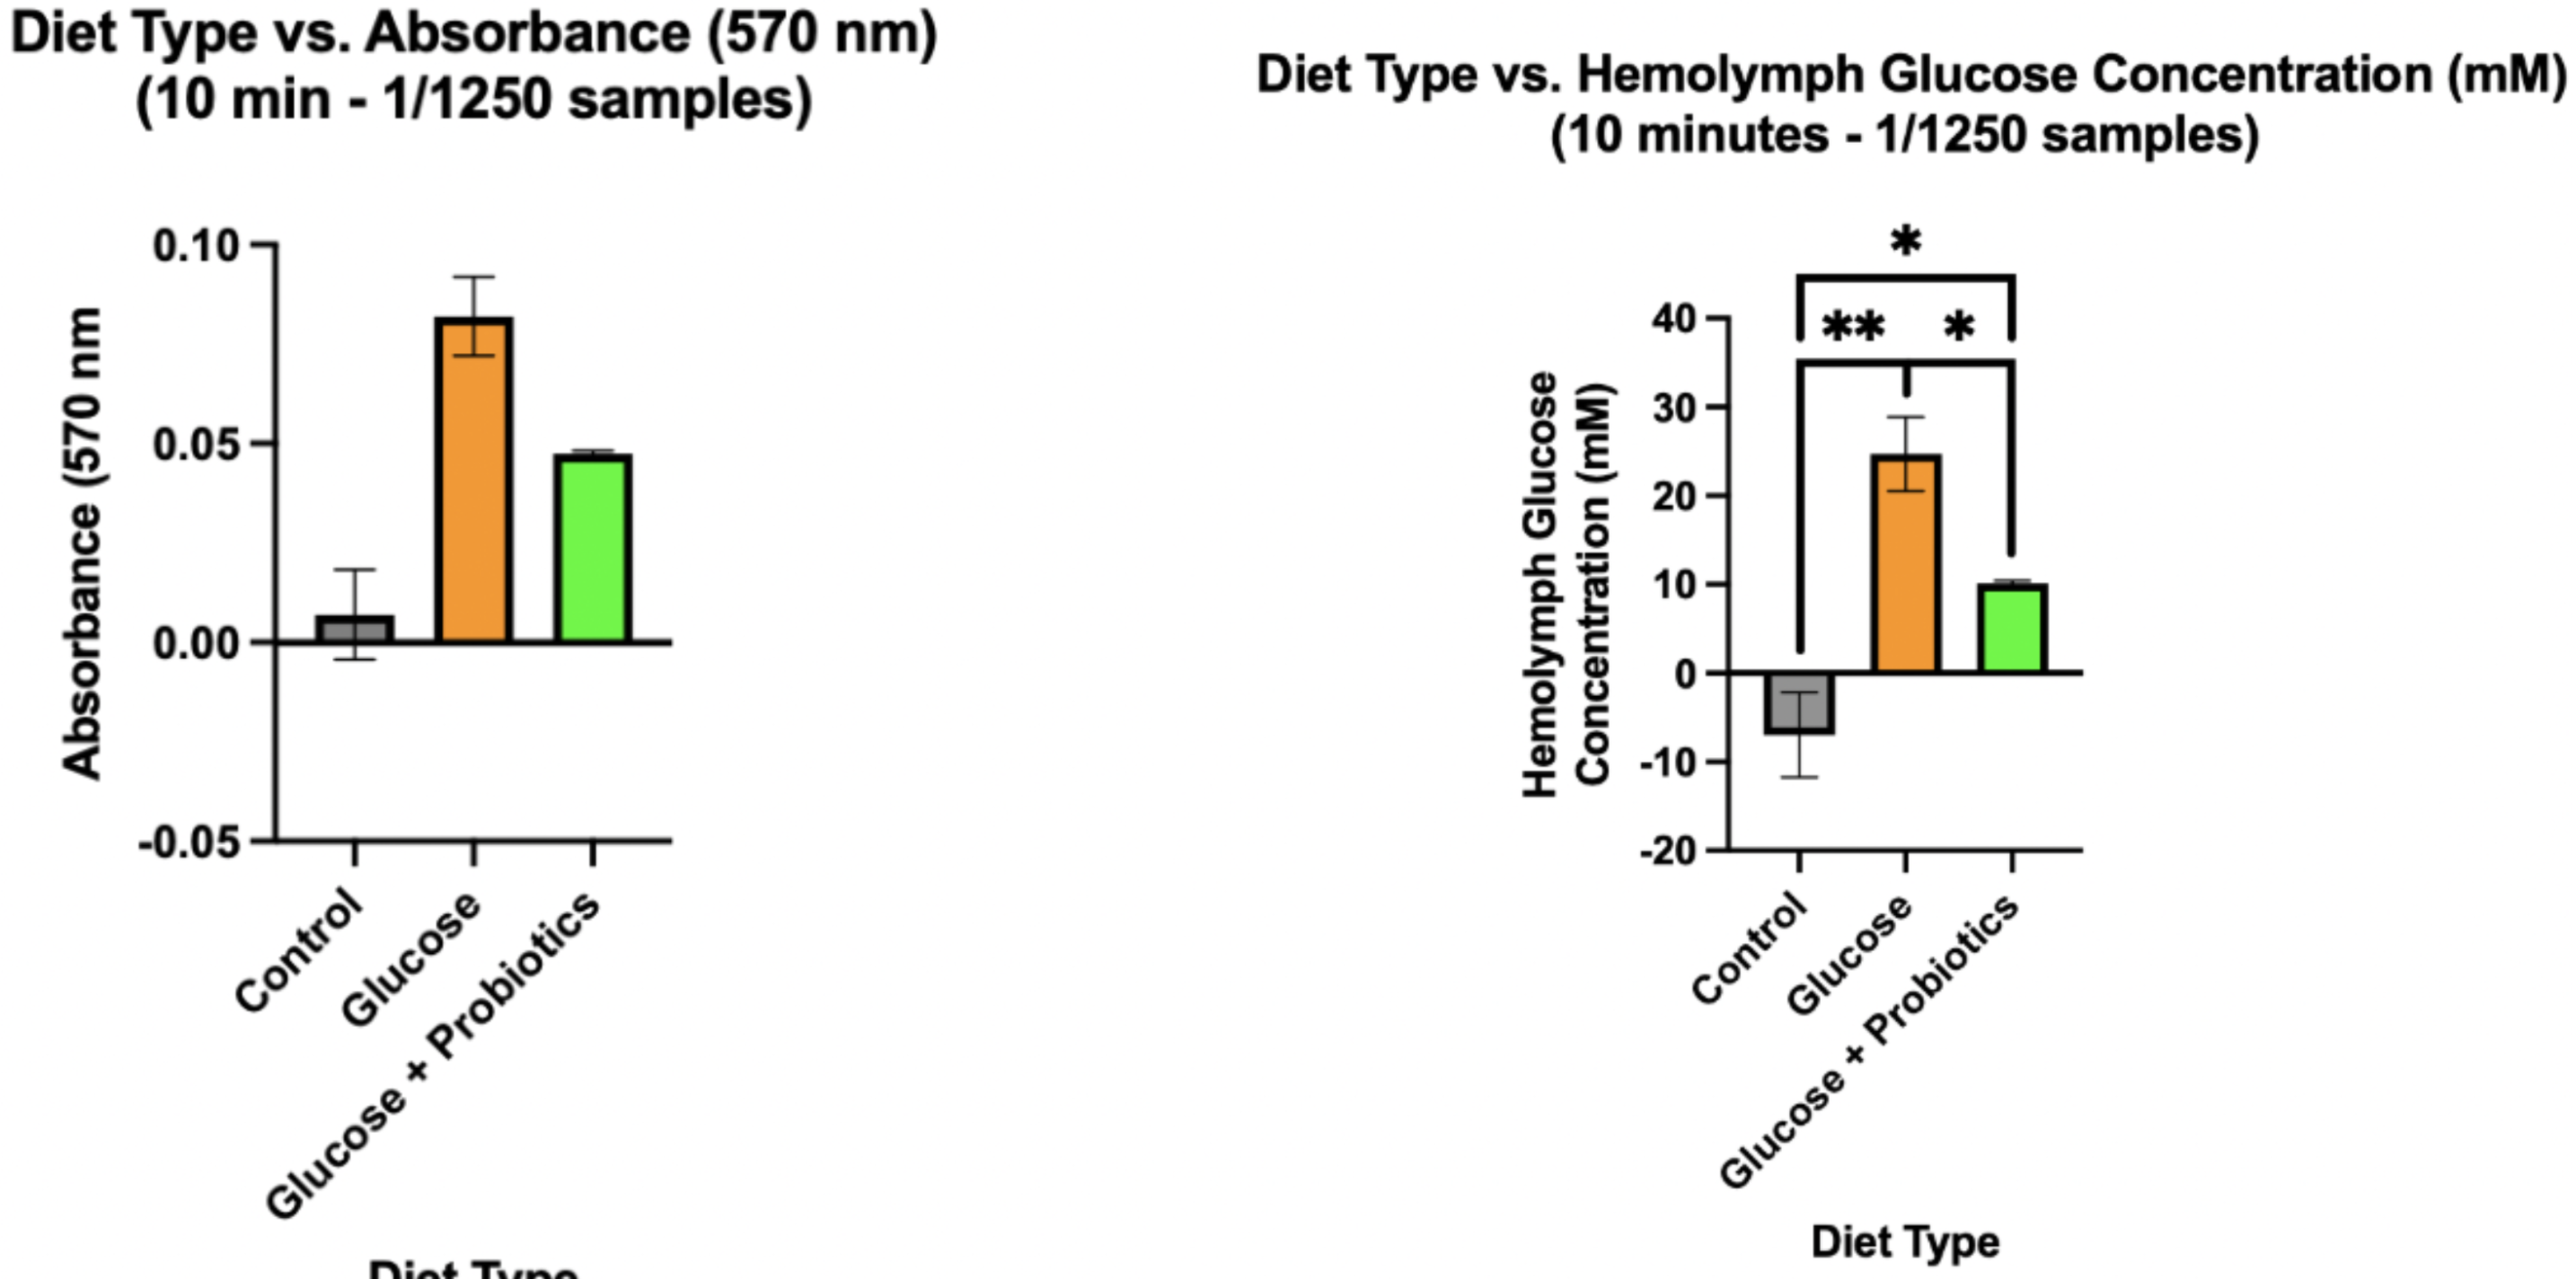 Diet Type vs. Absorbance (570 nm)
(10 min - 1/1250 samples)
Absorbance (570 nm
0.10
0.05
0.00
-0.05
Control
Glucose
Glucose + Probiotics
Diet Type
Diet Type vs. Hemolymph Glucose Concentration (mM)
(10 minutes - 1/1250 samples)
Hemolymph Glucose
Concentration (mM)
*
** *
40
30
20
10
0
-10
-20
Control
Glucose
Glucose + Probiotics
Diet Type